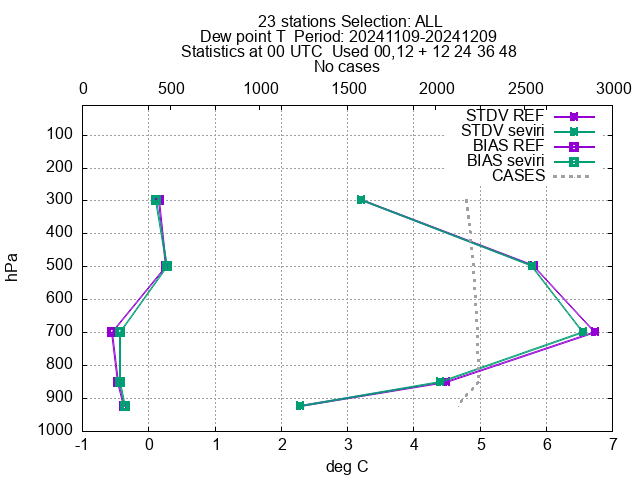 23 stations Selection: ALL
Dew point T  Period: 20241109-20241209
Statistics at 00 UTC  Used 00,12 + 12 24 36 48
No cases
0 500 1000 1500 2000 2500 3000
STDV REF
STDV seviri
BIAS REF
BIAS seviri
CASES
100
200
300
400
500
600
700
800
900
1000
hPa
-1 0 1 2 3 4 5 6 7
deg C